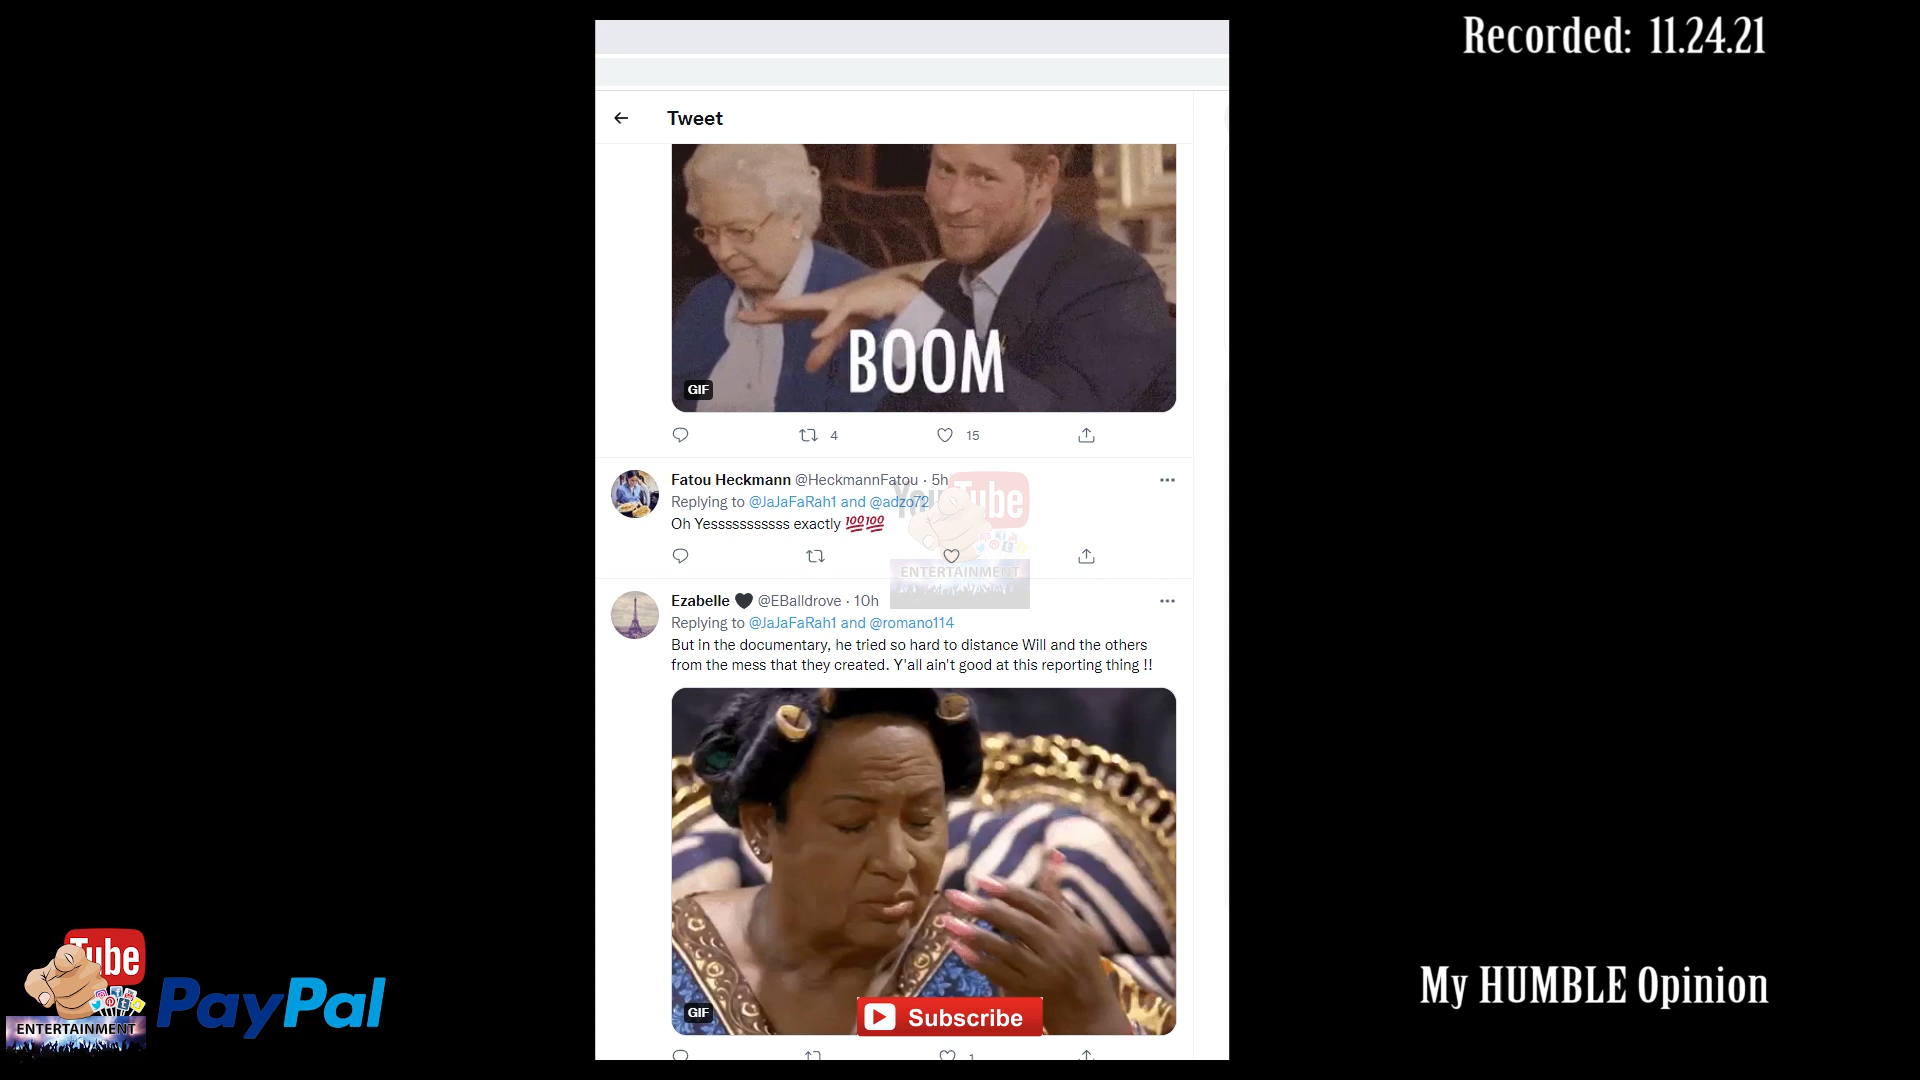 Recorded: 11.24.21
Tweet
BOOM
GIF
4
15
Fatou Heckmann @HeckmannFatou · 5h
Replying to @JaJaFaRah1 and @adzo72
Oh Yesssssssssss exactly 💯💯
YouTube
ENTERTAINMENT
Ezabelle 🖤 @EBalldrove · 10h
Replying to @JaJaFaRah1 and @romano114
But in the documentary, he tried so hard to distance Will and the others
from the mess that they created. Y'all ain't good at this reporting thing !!
GIF
Subscribe
1
Tube
ENTERTAINMENT
PayPal
My HUMBLE Opinion